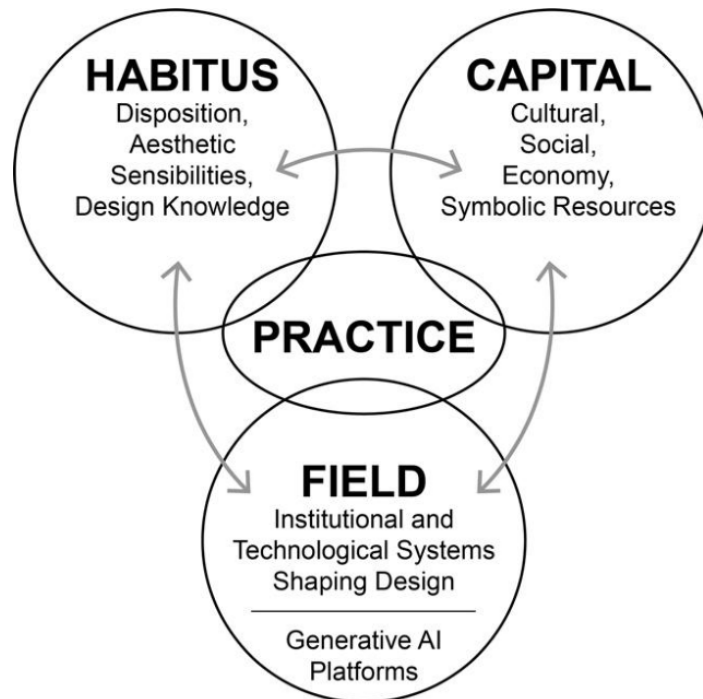 HABITUS
Disposition,
Aesthetic
Sensibilities,
Design Knowledge
CAPITAL
Cultural,
Social,
Economy,
Symbolic Resources
PRACTICE
FIELD
Institutional and
Technological Systems
Shaping Design
Generative AI
Platforms